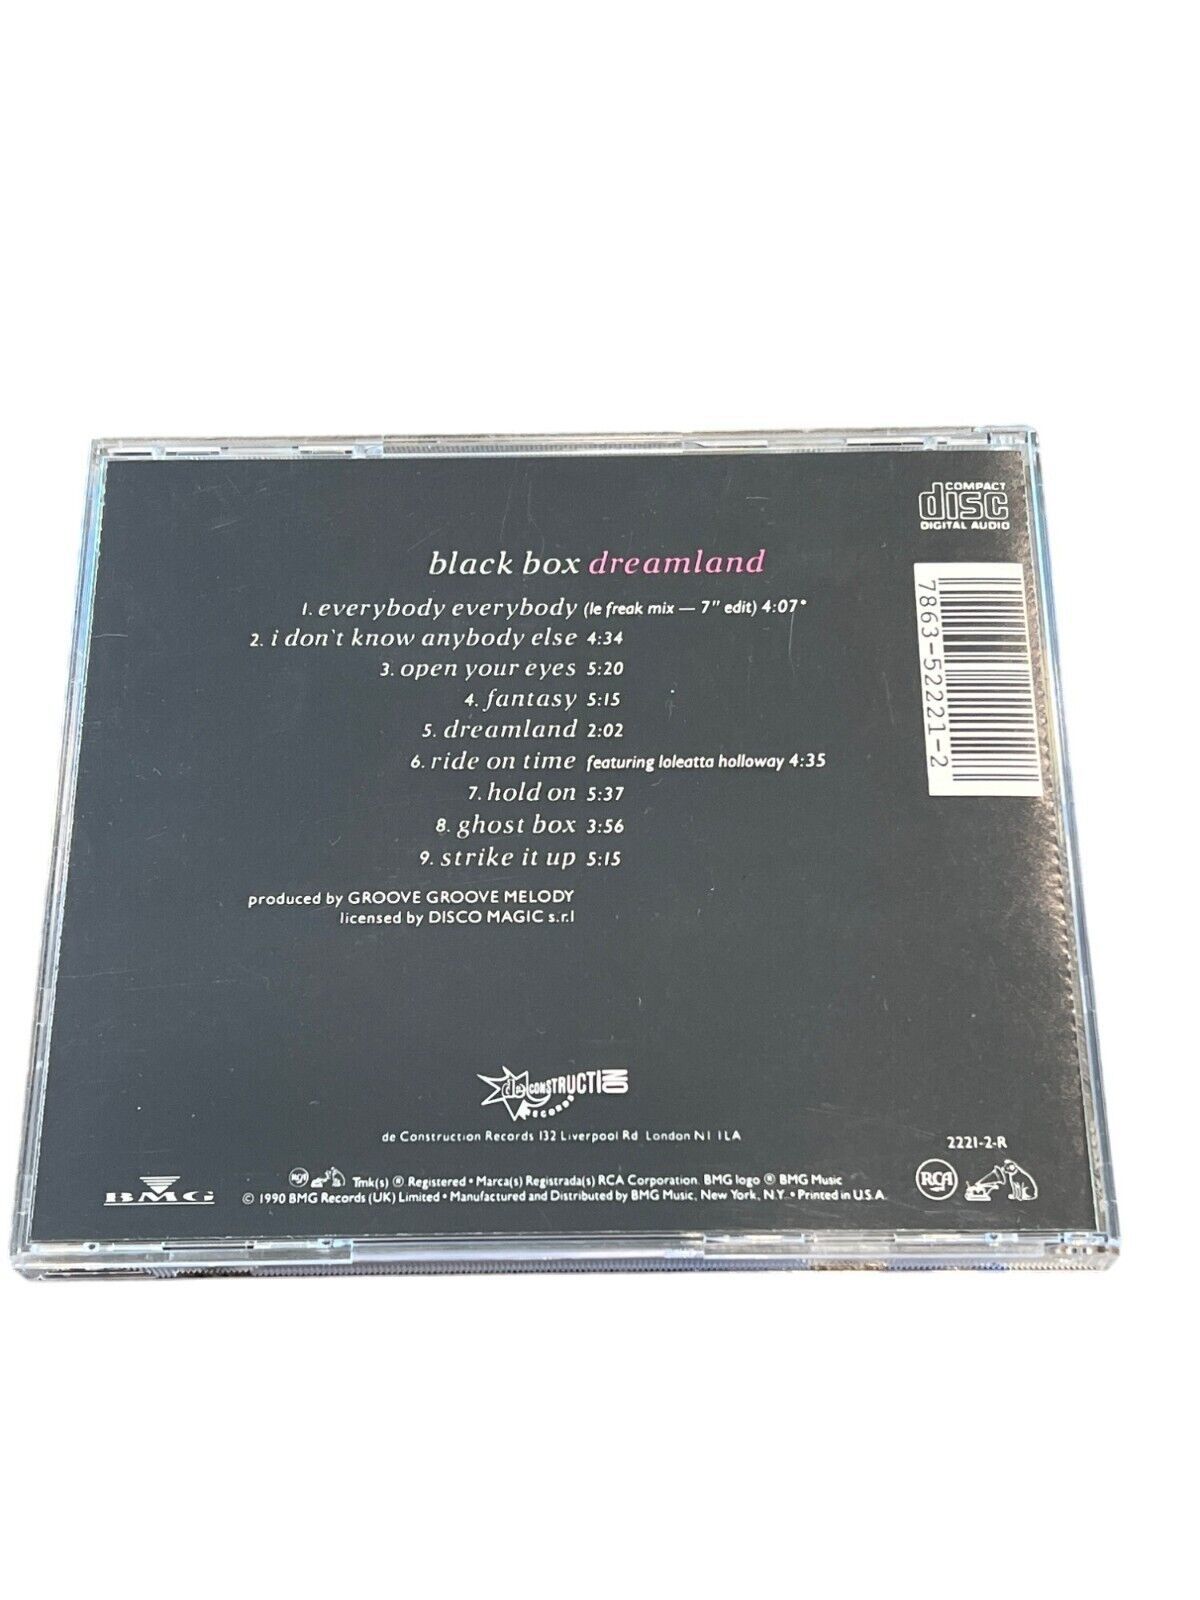 COMPACT
disc
DIGITAL AUDIO
black box dreamland
1. everybody everybody (le freak mix — 7" edit) 4:07*
2. i don't know anybody else 4:34
3. open your eyes 5:20
4. fantasy 5:15
5. dreamland 2:02
6. ride on time featuring loleatta holloway 4:35
7. hold on 5:37
8. ghost box 3:56
9. strike it up 5:15
7863-52221-2
produced by GROOVE GROOVE MELODY
licensed by DISCO MAGIC s.r.l
deCONSTRUCTION
RECORDS
de Construction Records 132 Liverpool Rd London N1 1LA
2221-2-R
BMG
RCA Tmk(s) ® Registered • Marca(s) Registrada(s) RCA Corporation. BMG logo ® BMG Music
© 1990 BMG Records (UK) Limited • Manufactured and Distributed by BMG Music, New York, N.Y. • Printed in U.S.A.
RCA